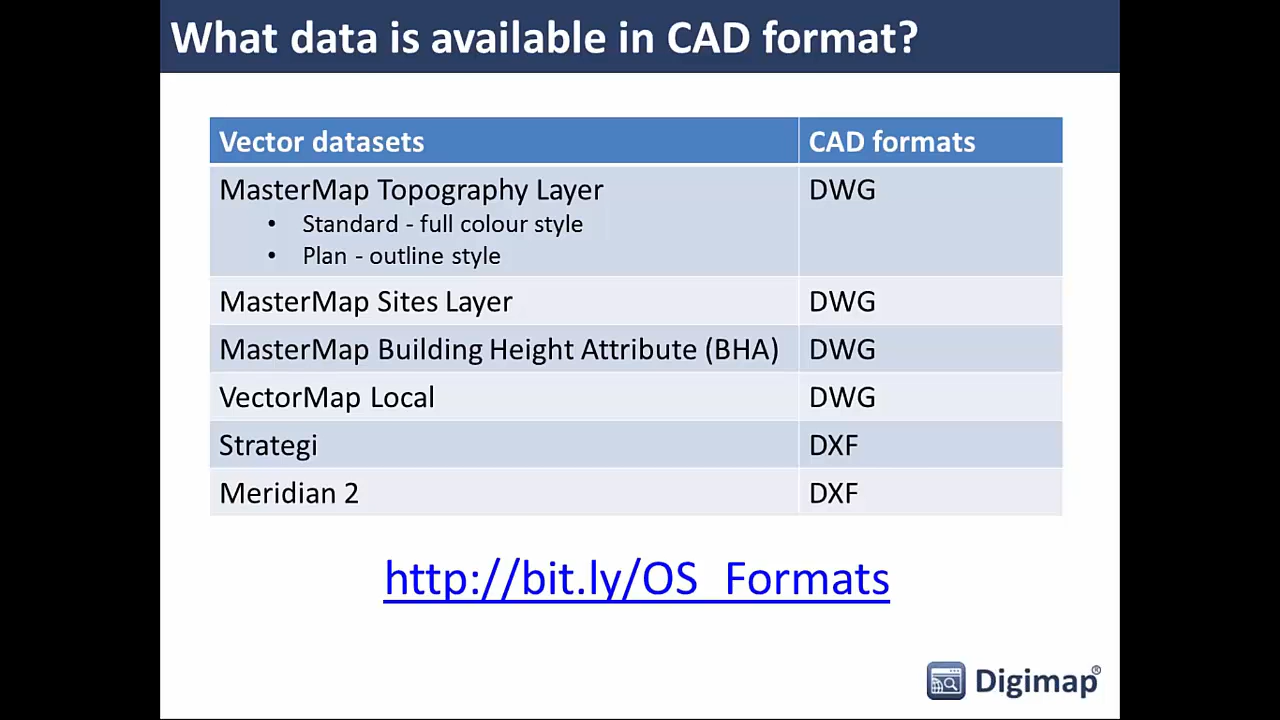 What data is available in CAD format?
Vector datasets CAD formats
MasterMap Topography Layer DWG
• Standard - full colour style
• Plan - outline style
MasterMap Sites Layer DWG
MasterMap Building Height Attribute (BHA) DWG
VectorMap Local DWG
Strategi DXF
Meridian 2 DXF
http://bit.ly/OS_Formats
Digimap®